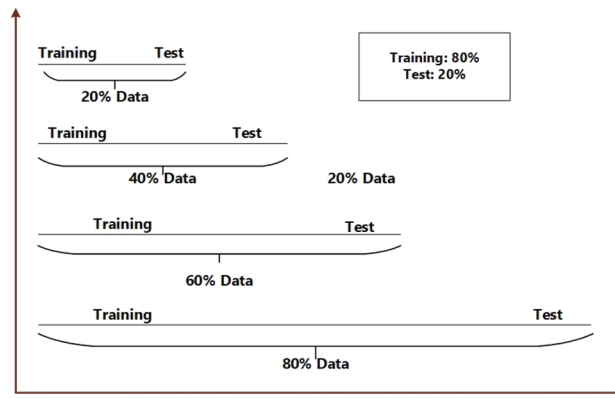 Training Test
20% Data
Training: 80%
Test: 20%
Training Test
40% Data
20% Data
Training Test
60% Data
Training Test
80% Data